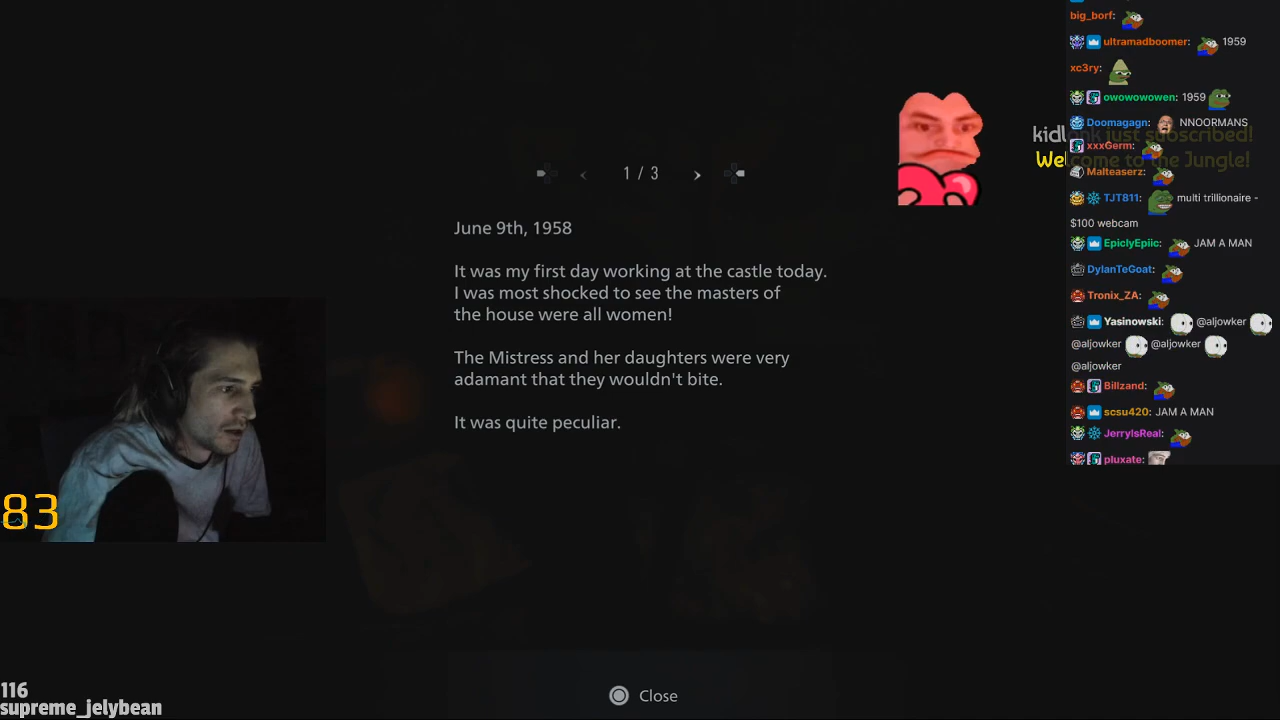 1 / 3
June 9th, 1958
It was my first day working at the castle today.
I was most shocked to see the masters of
the house were all women!
The Mistress and her daughters were very
adamant that they wouldn't bite.
It was quite peculiar.
Close
83
116
supreme_jelybean
just subscribed!
Welcome to the Jungle!
big_borf:
ultramadboomer: 1959
xc3ry:
owowowowen: 1959
Doomagagn: NNOORMANS
xxxGerm:
Malteaserz:
TJT811: multi trillionaire -
$100 webcam
EpiclyEpiic: JAM A MAN
DylanTeGoat:
Tronix_ZA:
Yasinowski: @aljowker
@aljowker @aljowker
@aljowker
Billzand:
scsu420: JAM A MAN
JerryIsReal:
pluxate: